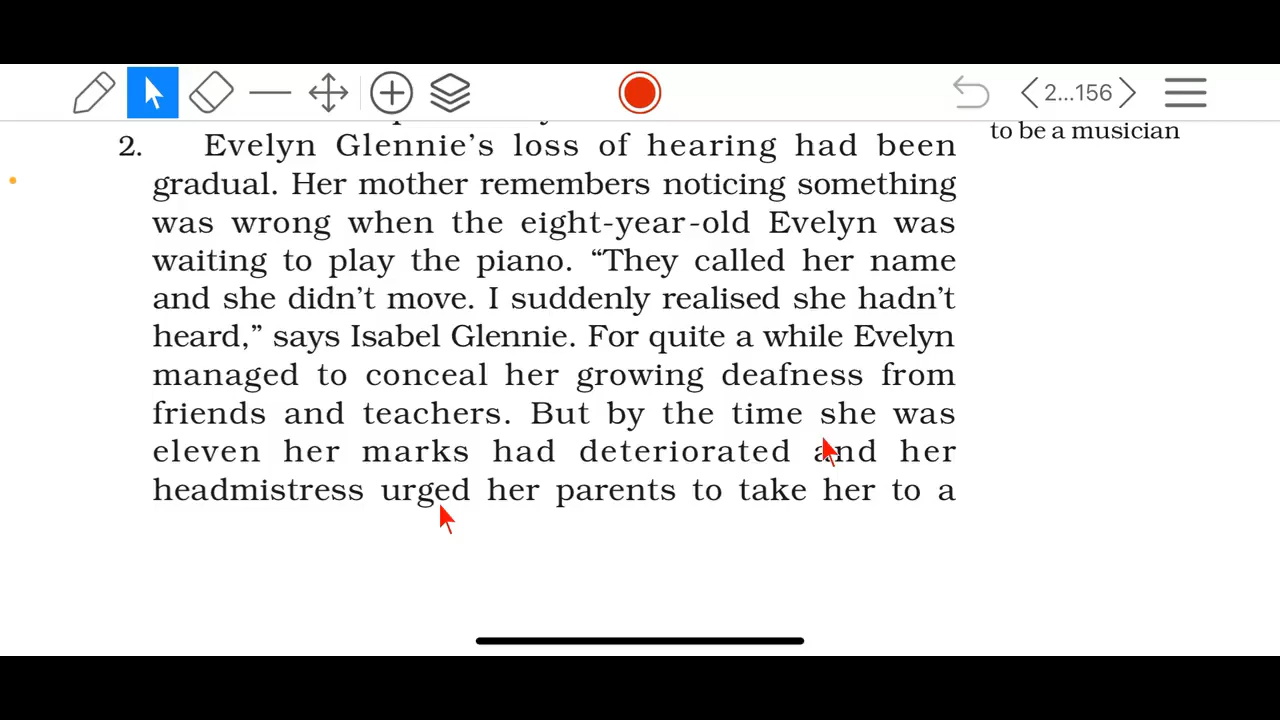 2...156
to be a musician
2. Evelyn Glennie’s loss of hearing had been
gradual. Her mother remembers noticing something
was wrong when the eight-year-old Evelyn was
waiting to play the piano. “They called her name
and she didn’t move. I suddenly realised she hadn’t
heard,” says Isabel Glennie. For quite a while Evelyn
managed to conceal her growing deafness from
friends and teachers. But by the time she was
eleven her marks had deteriorated and her
headmistress urged her parents to take her to a